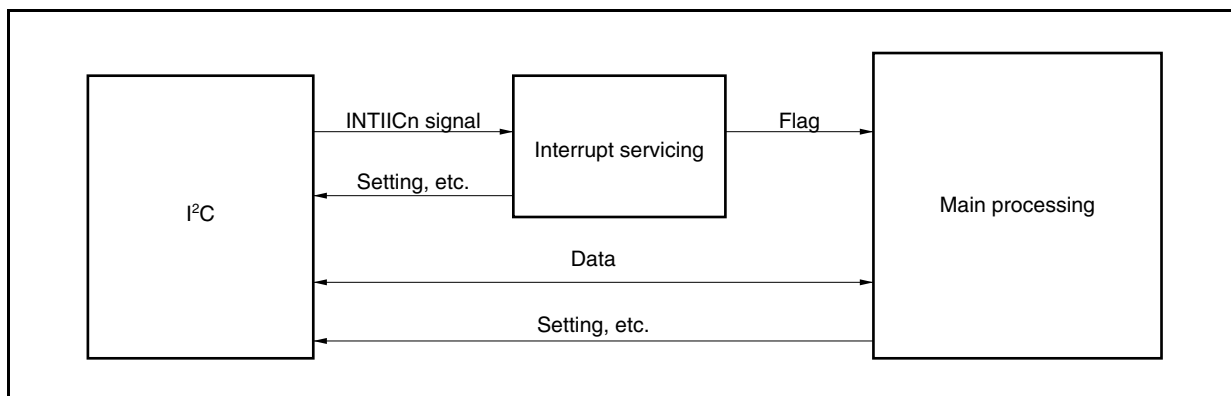 INTIICn signal
Flag
Interrupt servicing
Setting, etc.
I²C
Main processing
Data
Setting, etc.